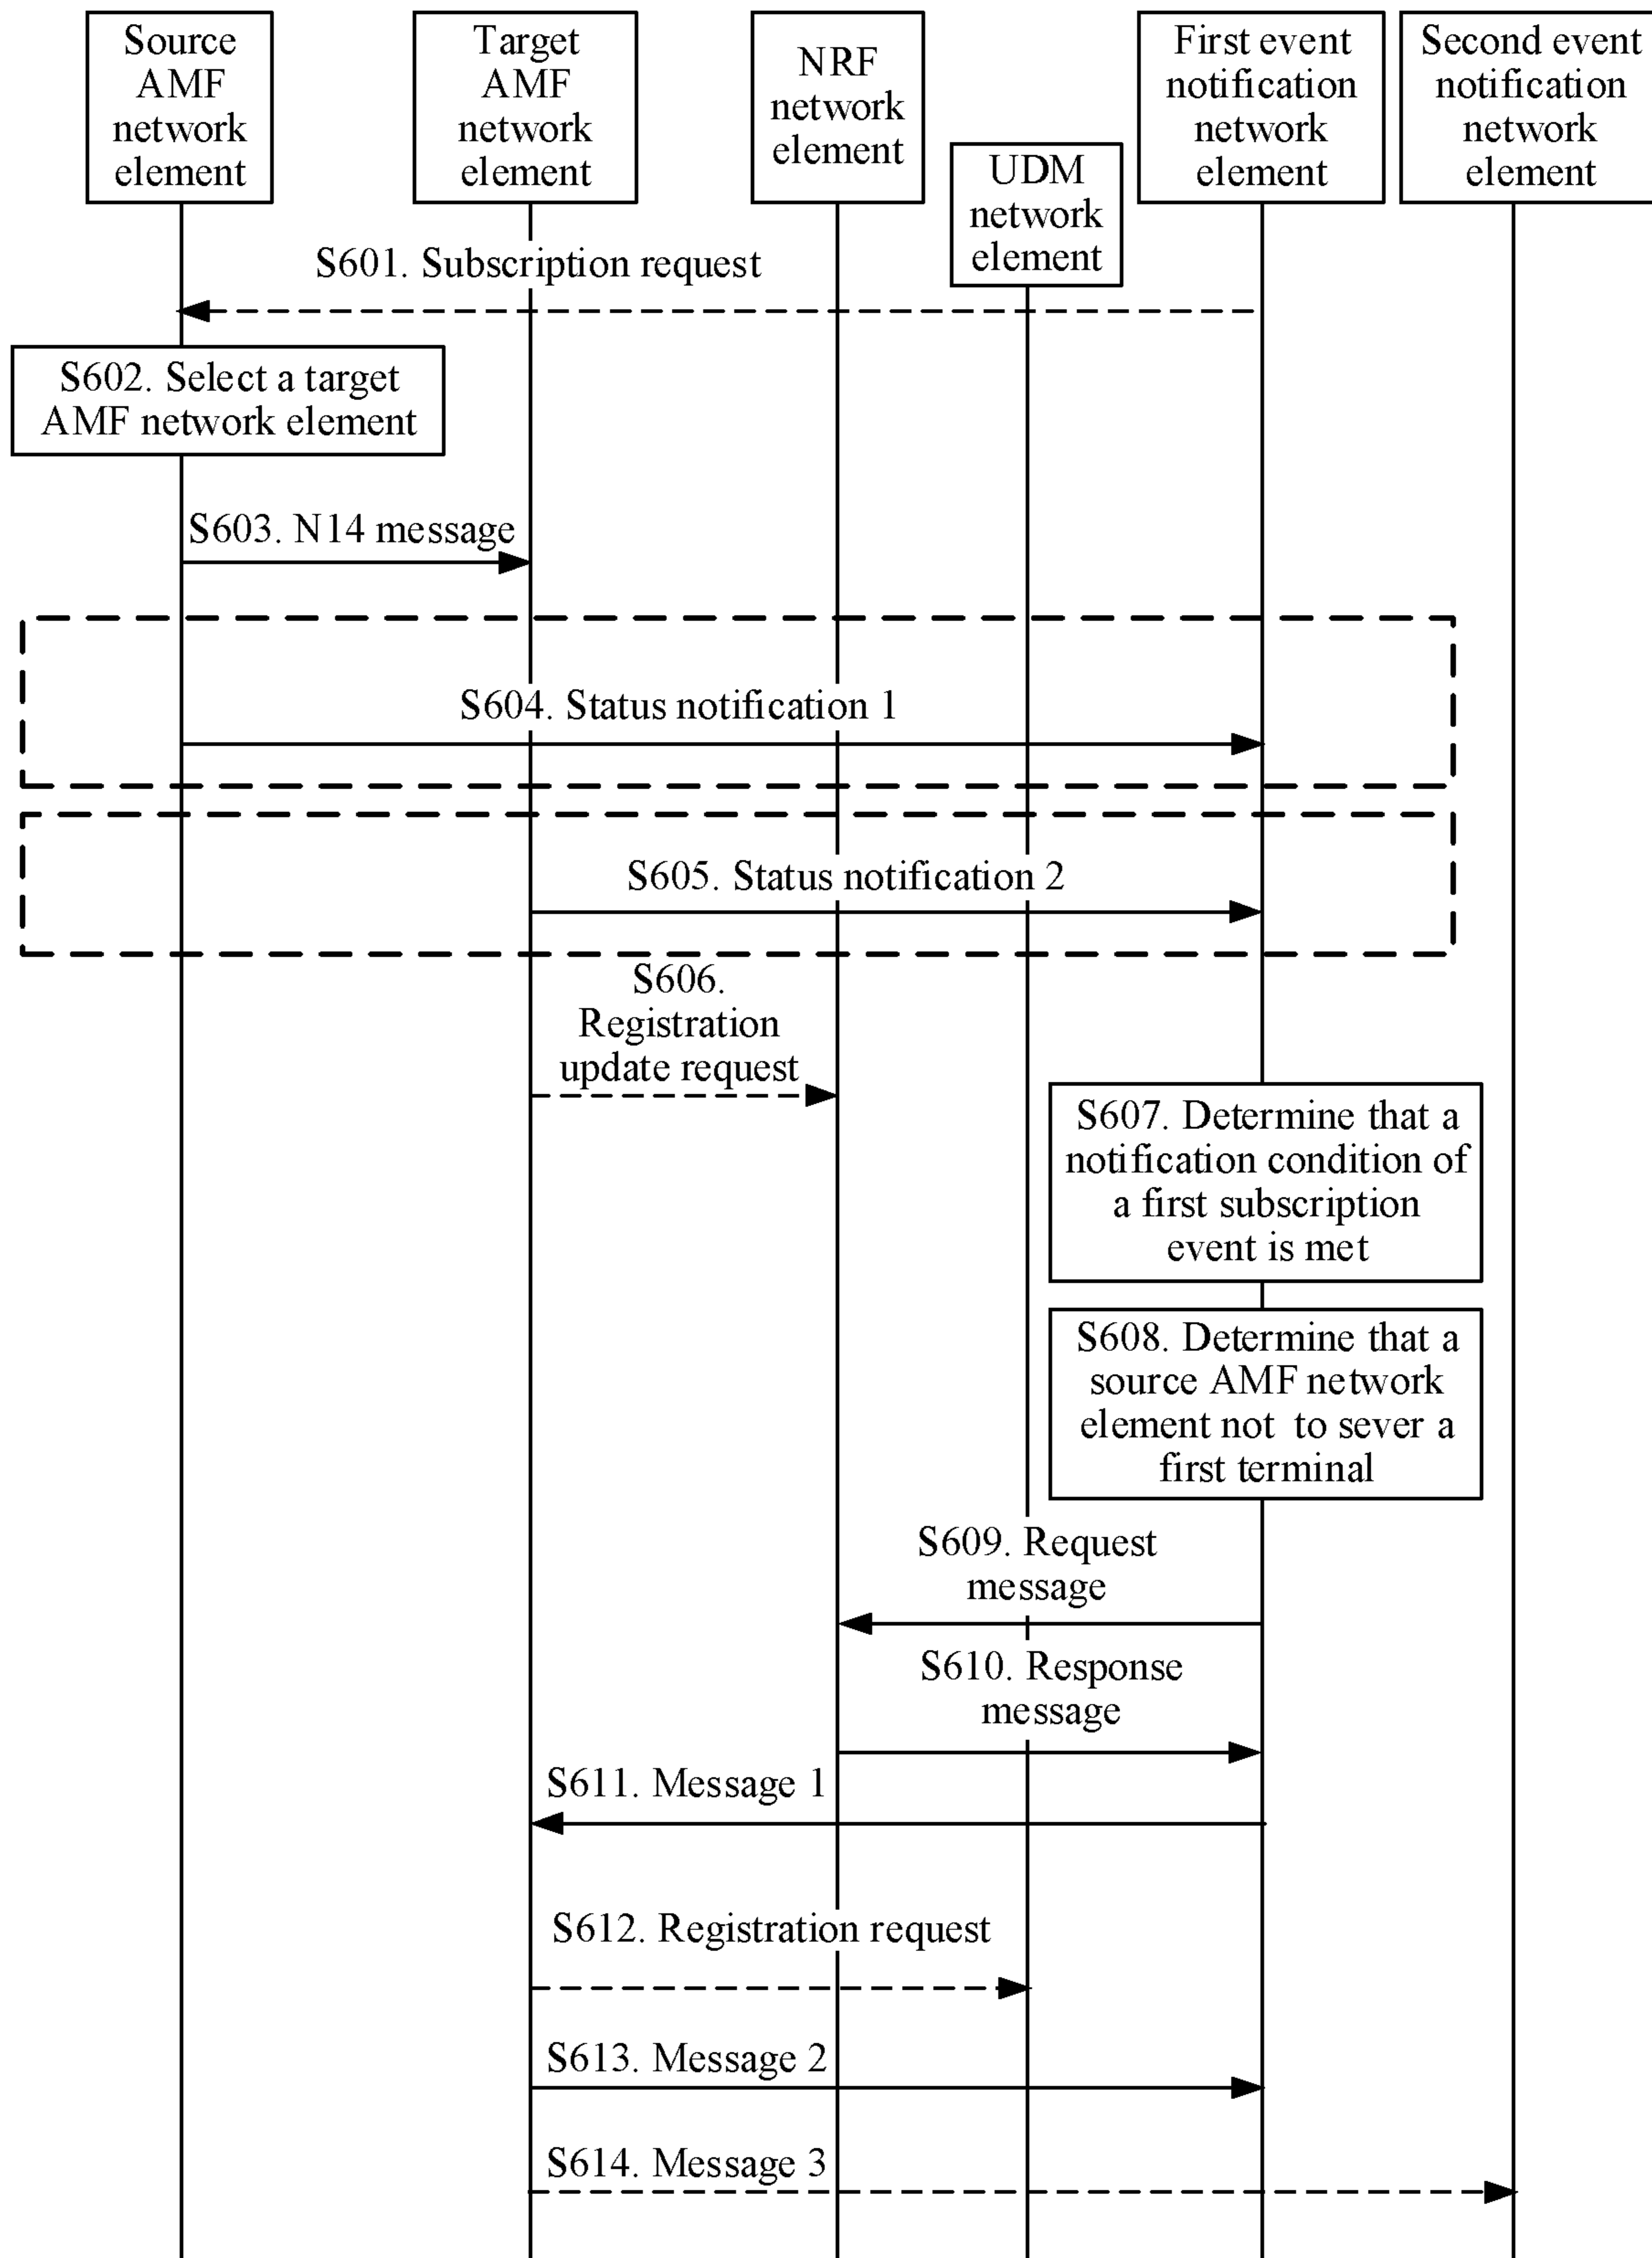 Source
AMF
network
element
Target
AMF
network
element
NRF
network
element
UDM
network
element
First event
notification
network
element
Second event
notification
network
element
S601. Subscription request
S602. Select a target
AMF network element
S603. N14 message
S604. Status notification 1
S605. Status notification 2
S606.
Registration
update request
S607. Determine that a
notification condition of
a first subscription
event is met
S608. Determine that a
source AMF network
element not to sever a
first terminal
S609. Request
message
S610. Response
message
S611. Message 1
S612. Registration request
S613. Message 2
S614. Message 3